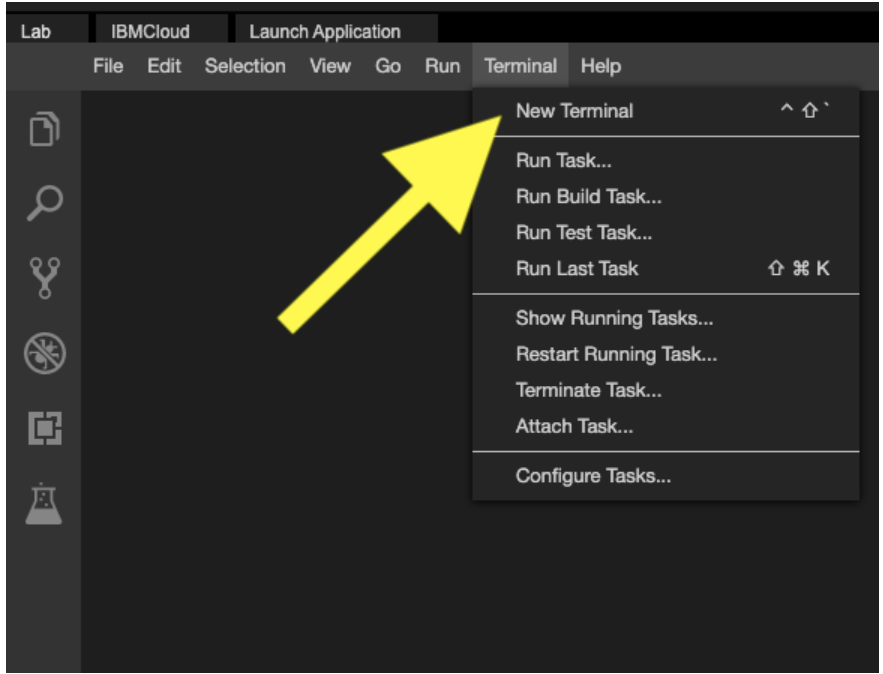 Lab IBMCloud Launch Application
File Edit Selection View Go Run Terminal Help
New Terminal ^ ⇧ `
Run Task...
Run Build Task...
Run Test Task...
Run Last Task ⇧ ⌘ K
Show Running Tasks...
Restart Running Task...
Terminate Task...
Attach Task...
Configure Tasks...